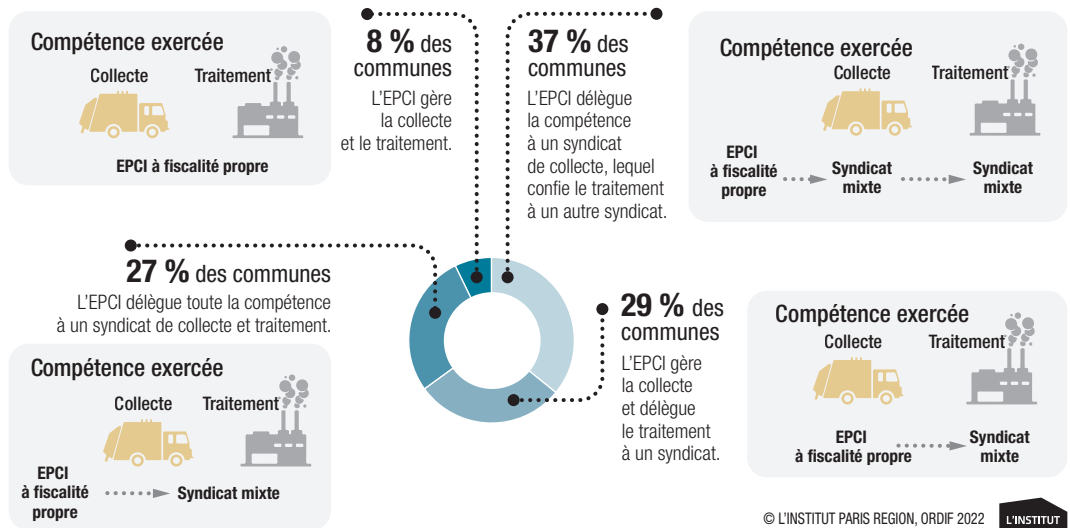 Compétence exercée
Collecte
Traitement
EPCI à fiscalité propre
8 % des
communes
L'EPCI gère
la collecte
et le traitement.
37 % des
communes
L'EPCI délègue
la compétence
à un syndicat
de collecte, lequel
confie le traitement
à un autre syndicat.
Compétence exercée
Collecte
Traitement
EPCI
à fiscalité
propre
Syndicat
mixte
Syndicat
mixte
27 % des communes
L'EPCI délègue toute la compétence
à un syndicat de collecte et traitement.
Compétence exercée
Collecte
Traitement
EPCI
à fiscalité
propre
Syndicat mixte
29 % des
communes
L'EPCI gère
la collecte
et délègue
le traitement
à un syndicat.
Compétence exercée
Collecte
Traitement
EPCI
à fiscalité propre
Syndicat
mixte
© L'INSTITUT PARIS REGION, ORDIF 2022
L'INSTITUT